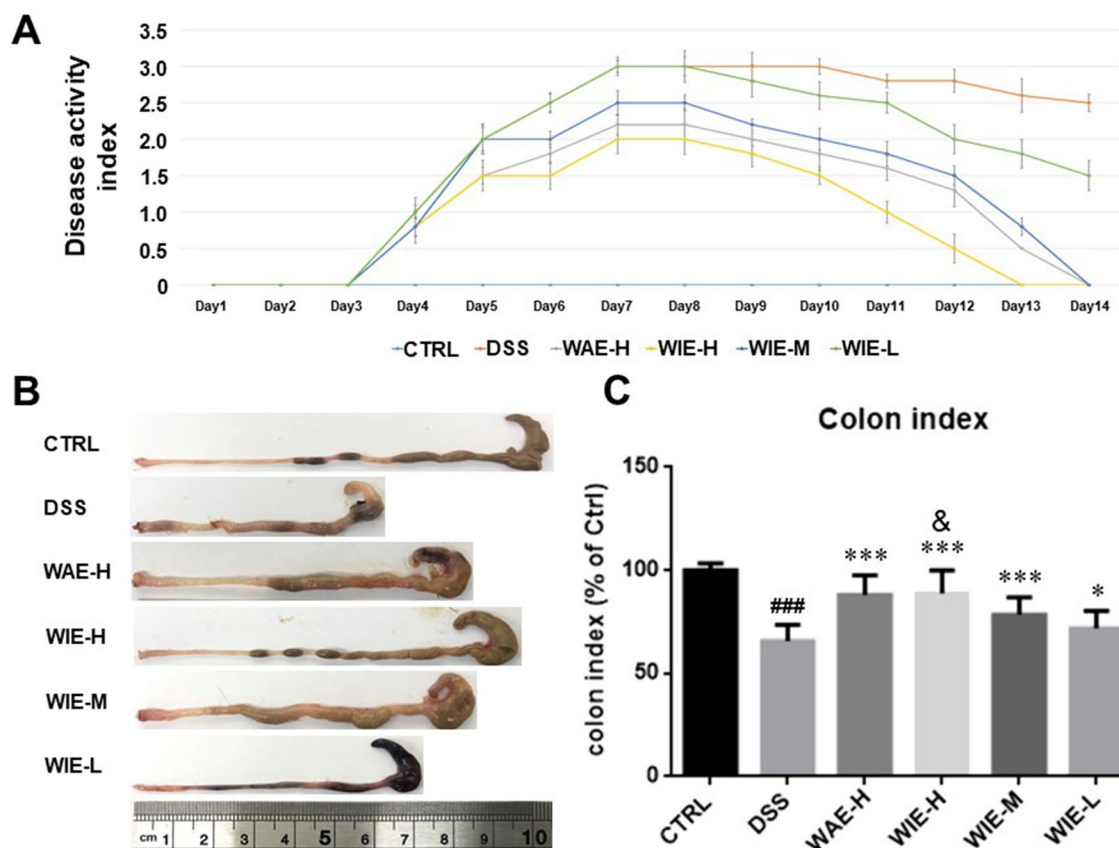 A
Disease activity
index
3.5
3.0
2.5
2.0
1.5
1.0
0.5
0
Day1 Day2 Day3 Day4 Day5 Day6 Day7 Day8 Day9 Day10 Day11 Day12 Day13 Day14
CTRL DSS WAE-H WIE-H WIE-M WIE-L
B
CTRL
DSS
WAE-H
WIE-H
WIE-M
WIE-L
cm 1 2 3 4 5 6 7 8 9 10
C
Colon index
colon index (% of Ctrl)
150
100
50
0
###
***
&
***
***
*
CTRL DSS WAE-H WIE-H WIE-M WIE-L